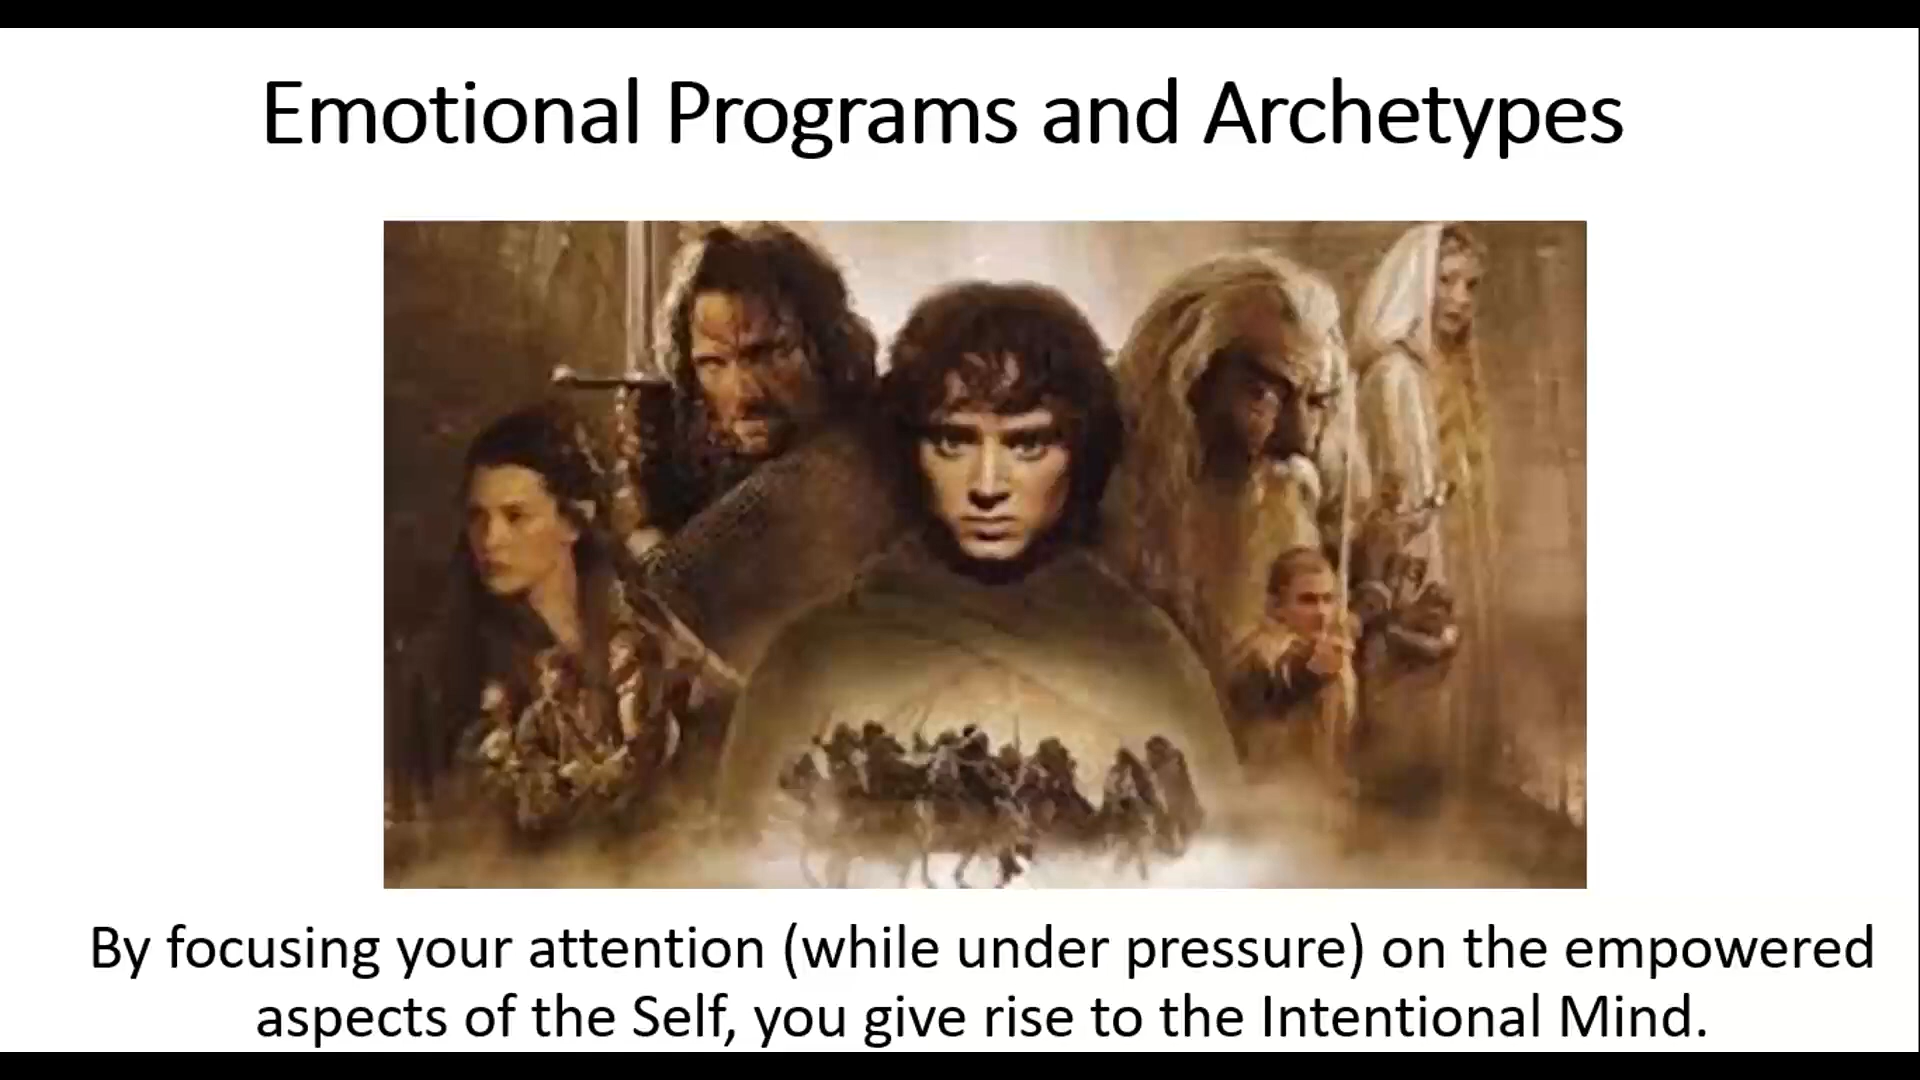 Emotional Programs and Archetypes
By focusing your attention (while under pressure) on the empowered
aspects of the Self, you give rise to the Intentional Mind.